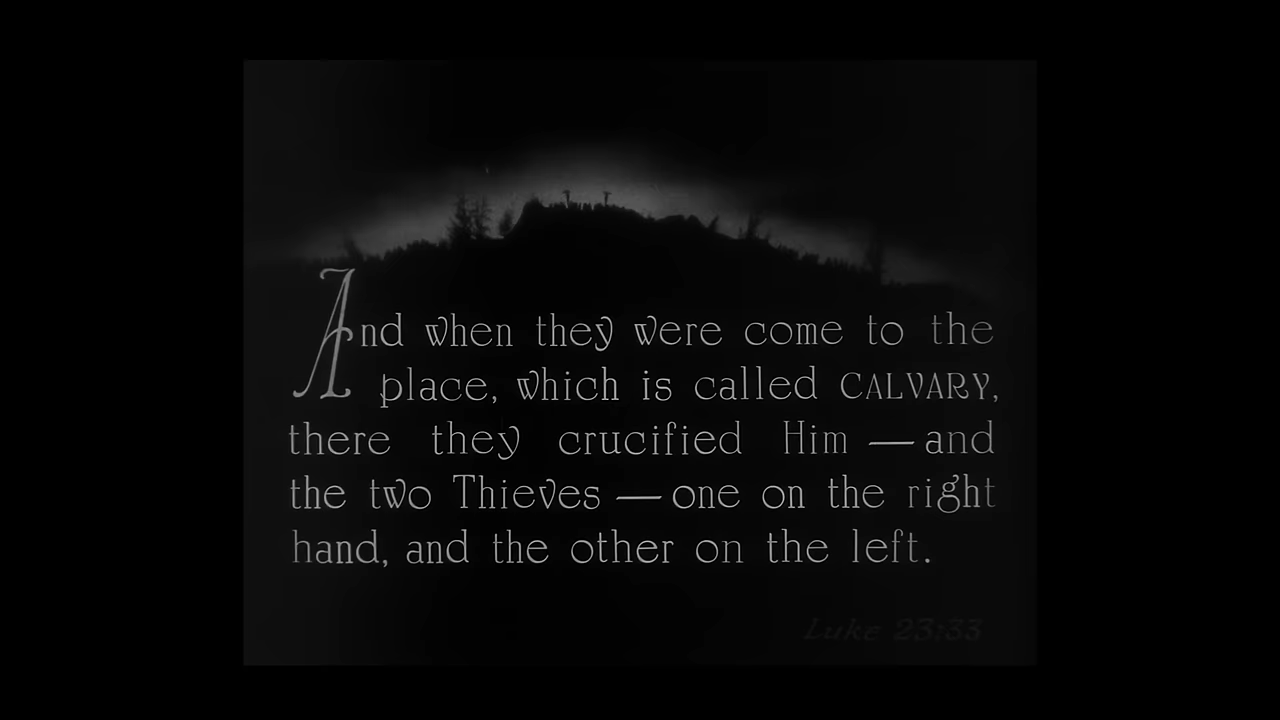 And when they were come to the
place, which is called CALVARY,
there they crucified Him — and
the two Thieves — one on the right
hand, and the other on the left.
Luke 23:33